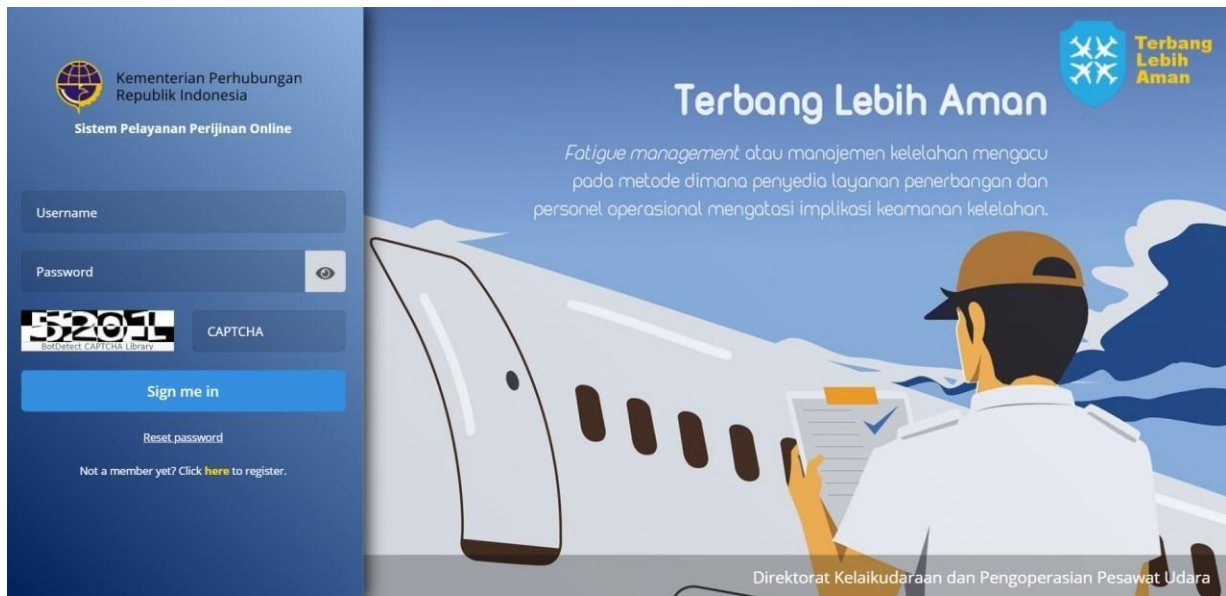 Kementerian Perhubungan
Republik Indonesia
Sistem Pelayanan Perijinan Online
Username
Password
BotDetect CAPTCHA Library
CAPTCHA
Sign me in
Reset password
Not a member yet? Click here to register.
Terbang
Lebih
Aman
Terbang Lebih Aman
Fatigue management atau manajemen kelelahan mengacu
pada metode dimana penyedia layanan penerbangan dan
personel operasional mengatasi implikasi keamanan kelelahan.
Direktorat Kelaikudaraan dan Pengoperasian Pesawat Udara